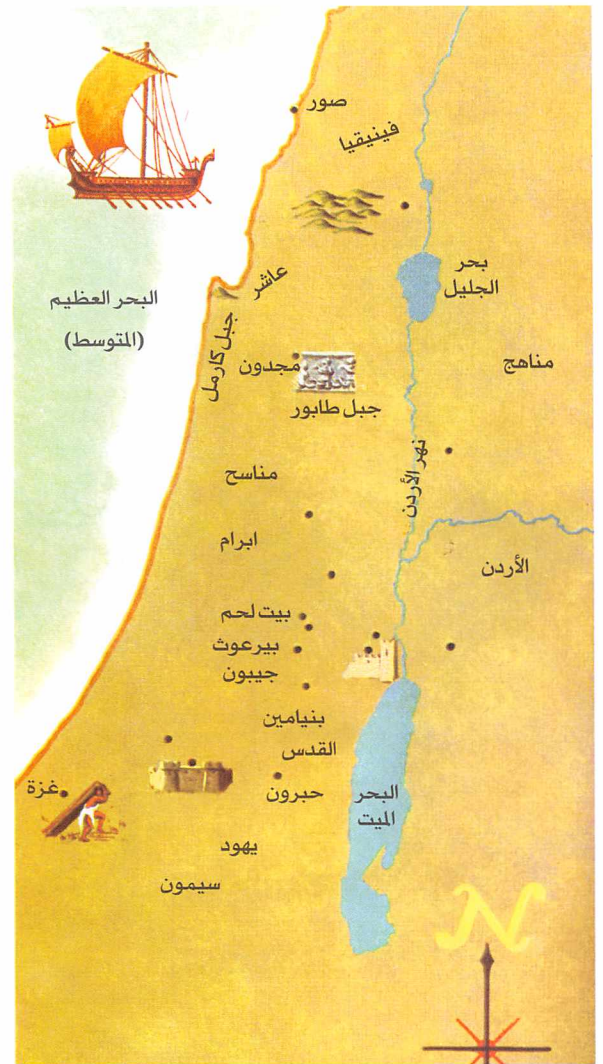 صور
فينيقيا
بحر
الجليل
عاشر
البحر العظيم
(المتوسط)
جبل كارمل
مجدون
مناهج
جبل طابور
نهر الأردن
مناسح
ابرام
الأردن
بيت لحم
بيرعوث
جيبون
بنيامين
القدس
غزة
حبرون
البحر
الميت
يهود
سيمون
N